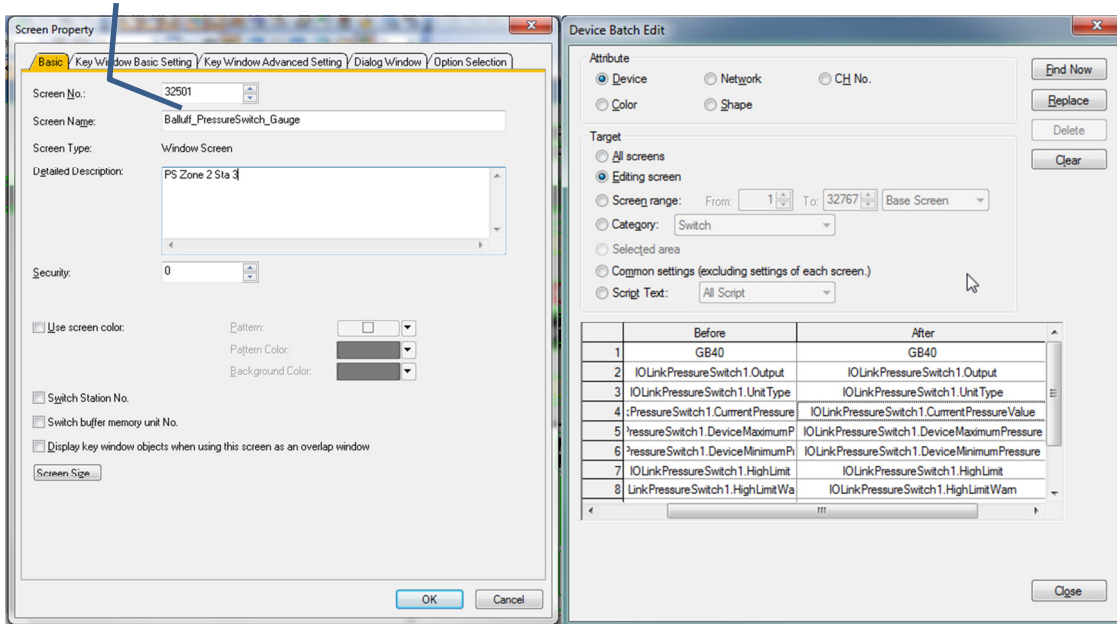 Screen Property
Basic Key Window Basic Setting Key Window Advanced Setting Dialog Window Option Selection
Screen No.: 32501
Screen Name: Balluff_PressureSwitch_Gauge
Screen Type: Window Screen
Detailed Description: PS Zone 2 Sta 3
Security: 0
Use screen color: Pattern:
Pattern Color:
Background Color:
Switch Station No.
Switch buffer memory unit No.
Display key window objects when using this screen as an overlap window
Screen Size...
OK Cancel
Device Batch Edit
Attribute
Device Network CH No.
Color Shape
Find Now
Replace
Delete
Clear
Target
All screens
Editing screen
Screen range: From: 1 To: 32767 Base Screen
Category: Switch
Selected area
Common settings (excluding settings of each screen.)
Script Text: All Script
Before After
1 GB40 GB40
2 IOLinkPressureSwitch1.Output IOLinkPressureSwitch1.Output
3 IOLinkPressureSwitch1.UnitType IOLinkPressureSwitch1.UnitType
4 :PressureSwitch1.CurrentPressure IOLinkPressureSwitch1.CurrentPressureValue
5 PressureSwitch1.DeviceMaximumP IOLinkPressureSwitch1.DeviceMaximumPressure
6 PressureSwitch1.DeviceMinimumPr IOLinkPressureSwitch1.DeviceMinimumPressure
7 IOLinkPressureSwitch1.HighLimit IOLinkPressureSwitch1.HighLimit
8 LinkPressureSwitch1.HighLimitWa IOLinkPressureSwitch1.HighLimitWarn
Close